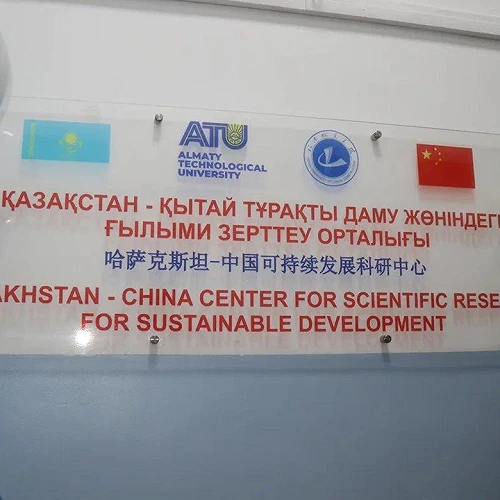 ATU
ALMATY
TECHNOLOGICAL
UNIVERSITY
ҚАЗАҚСТАН - ҚЫТАЙ ТҰРАҚТЫ ДАМУ ЖӨНІНДЕГІ
ҒЫЛЫМИ ЗЕРТТЕУ ОРТАЛЫҒЫ
哈萨克斯坦-中国可持续发展科研中心
AKHSTAN - CHINA CENTER FOR SCIENTIFIC RESE
FOR SUSTAINABLE DEVELOPMENT